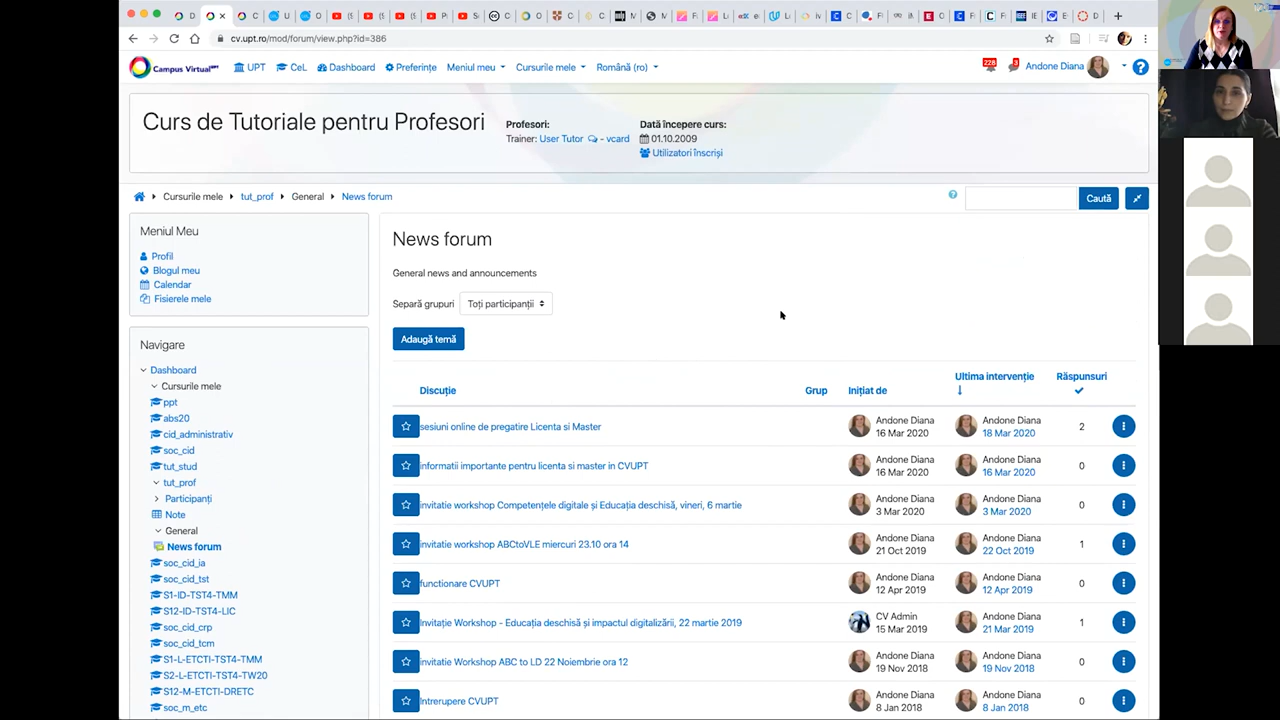 cv.upt.ro/mod/forum/view.php?id=386
Campus Virtual UPT CeL Dashboard Preferințe Meniul meu Cursurile mele Română (ro) 228 3 Andone Diana ?
Curs de Tutoriale pentru Profesori
Profesori:
Trainer: User Tutor - vcard
Dată începere curs:
01.10.2009
Utilizatori înscriși
Cursurile mele tut_prof General News forum
Caută
Meniul Meu
Profil
Blogul meu
Calendar
Fisierele mele
Navigare
Dashboard
Cursurile mele
ppt
abs20
cid_administrativ
soc_cid
tut_stud
tut_prof
Participanți
Note
General
News forum
soc_cid_ia
soc_cid_tst
S1-ID-TST4-TMM
S12-ID-TST4-LIC
soc_cid_crp
soc_cid_tcm
S1-L-ETCTI-TST4-TMM
S2-L-ETCTI-TST4-TW20
S12-M-ETCTI-DRETC
soc_m_etc
News forum
General news and announcements
Separă grupuri Toți participanții
Adaugă temă
Discuție Grup Inițiat de Ultima intervenție Răspunsuri
sesiuni online de pregatire Licenta si Master Andone Diana Andone Diana 2
16 Mar 2020 18 Mar 2020
informatii importante pentru licenta si master in CVUPT Andone Diana Andone Diana 0
16 Mar 2020 16 Mar 2020
invitatie workshop Competențele digitale și Educația deschisă, vineri, 6 martie Andone Diana Andone Diana 0
3 Mar 2020 3 Mar 2020
invitatie workshop ABCtoVLE miercuri 23.10 ora 14 Andone Diana Andone Diana 1
21 Oct 2019 22 Oct 2019
functionare CVUPT Andone Diana Andone Diana 0
12 Apr 2019 12 Apr 2019
Invitație Workshop - Educația deschisă și impactul digitalizării, 22 martie 2019 CV Admin Andone Diana 1
15 Mar 2019 21 Mar 2019
invitatie Workshop ABC to LD 22 Noiembrie ora 12 Andone Diana Andone Diana 0
19 Nov 2018 19 Nov 2018
Intrerupere CVUPT Andone Diana Andone Diana 0
8 Jan 2018 8 Jan 2018